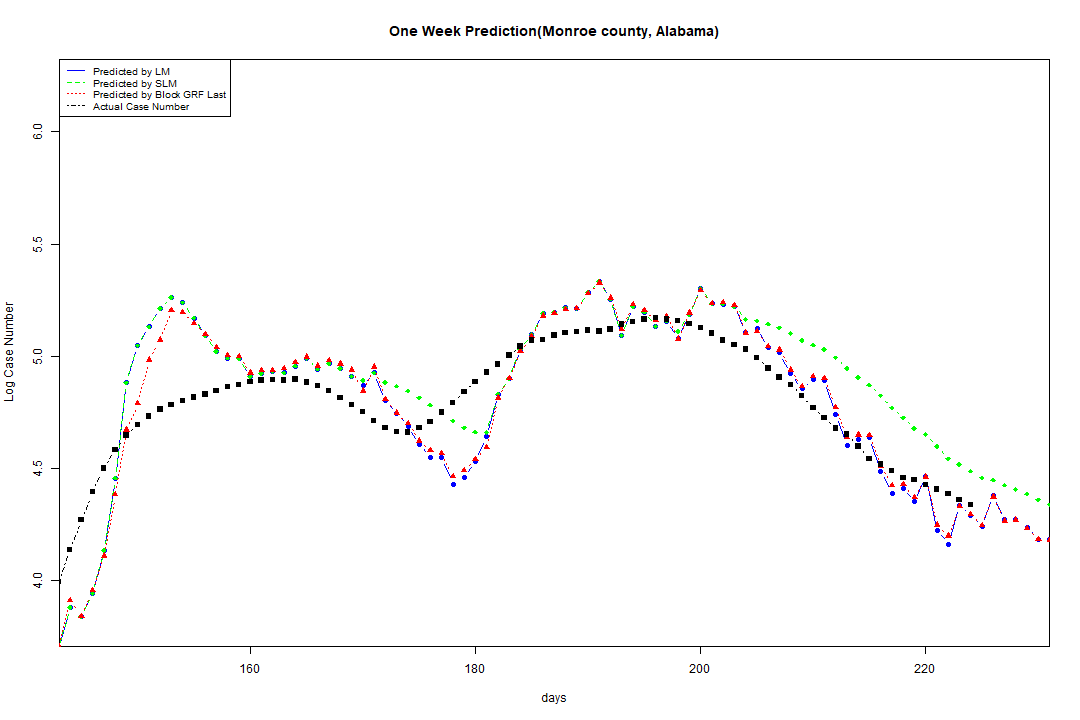 One Week Prediction(Monroe county, Alabama)
Predicted by LM
Predicted by SLM
Predicted by Block GRF Last
Actual Case Number
6.0
5.5
5.0
4.5
4.0
Log Case Number
160
180
200
220
days